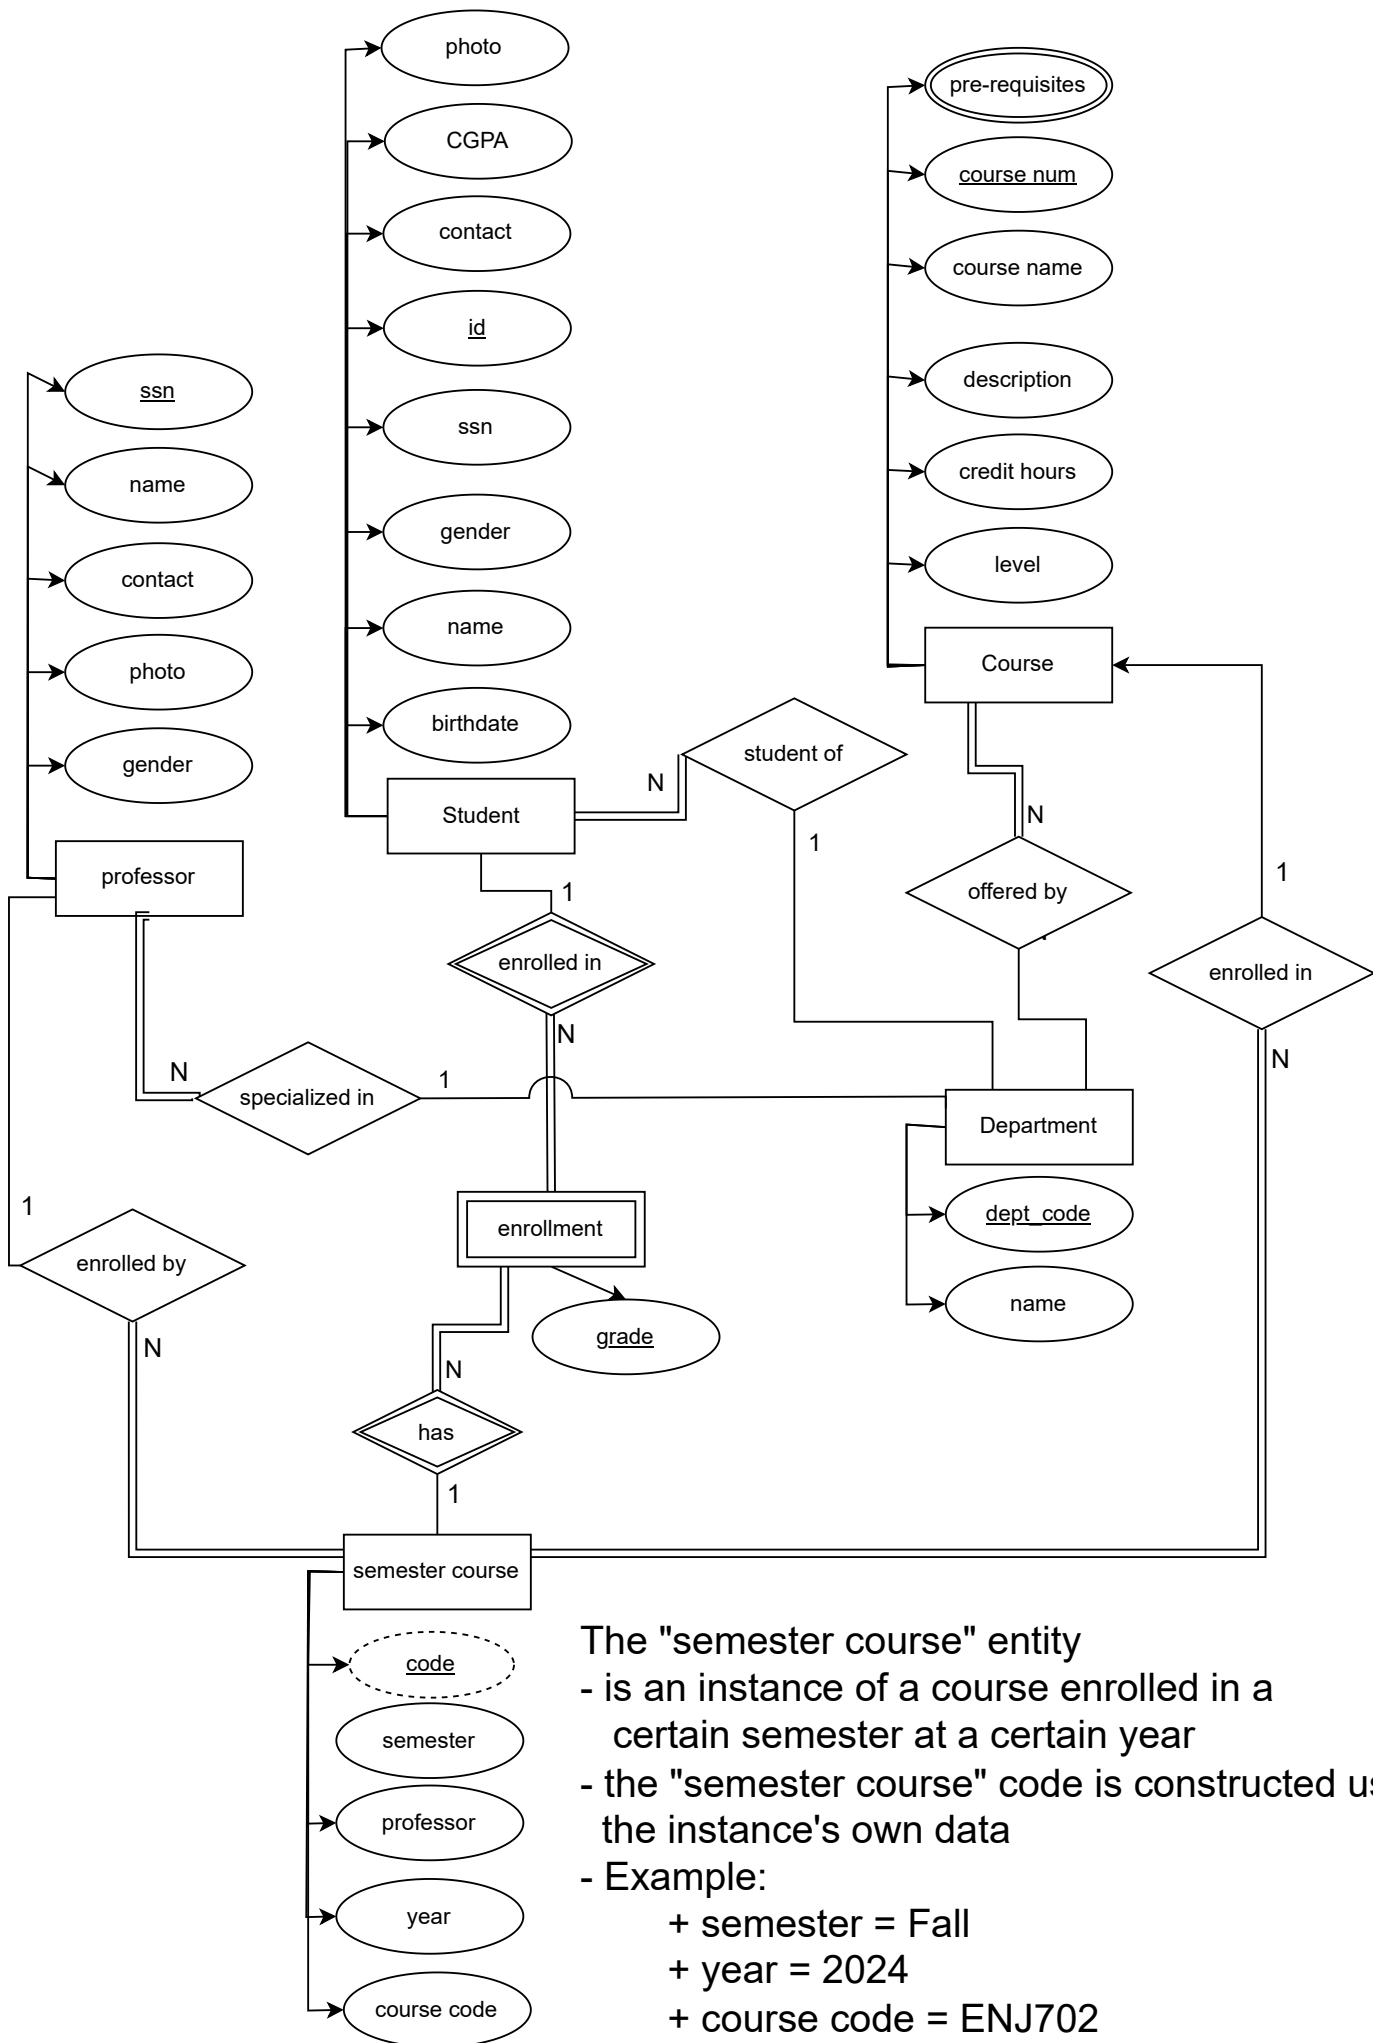 photo
CGPA
contact
id
ssn
gender
name
birthdate
Student
pre-requisites
course num
course name
description
credit hours
level
Course
ssn
name
contact
photo
gender
professor
student of
N
1
offered by
N
enrolled in
1
N
enrolled in
1
N
specialized in
N
1
Department
dept_code
name
enrolled by
1
N
enrollment
grade
has
N
1
semester course
code
semester
professor
year
course code
The "semester course" entity
- is an instance of a course enrolled in a
certain semester at a certain year
- the "semester course" code is constructed
the instance's own data
- Example:
+ semester = Fall
+ year = 2024
+ course code = ENJ702